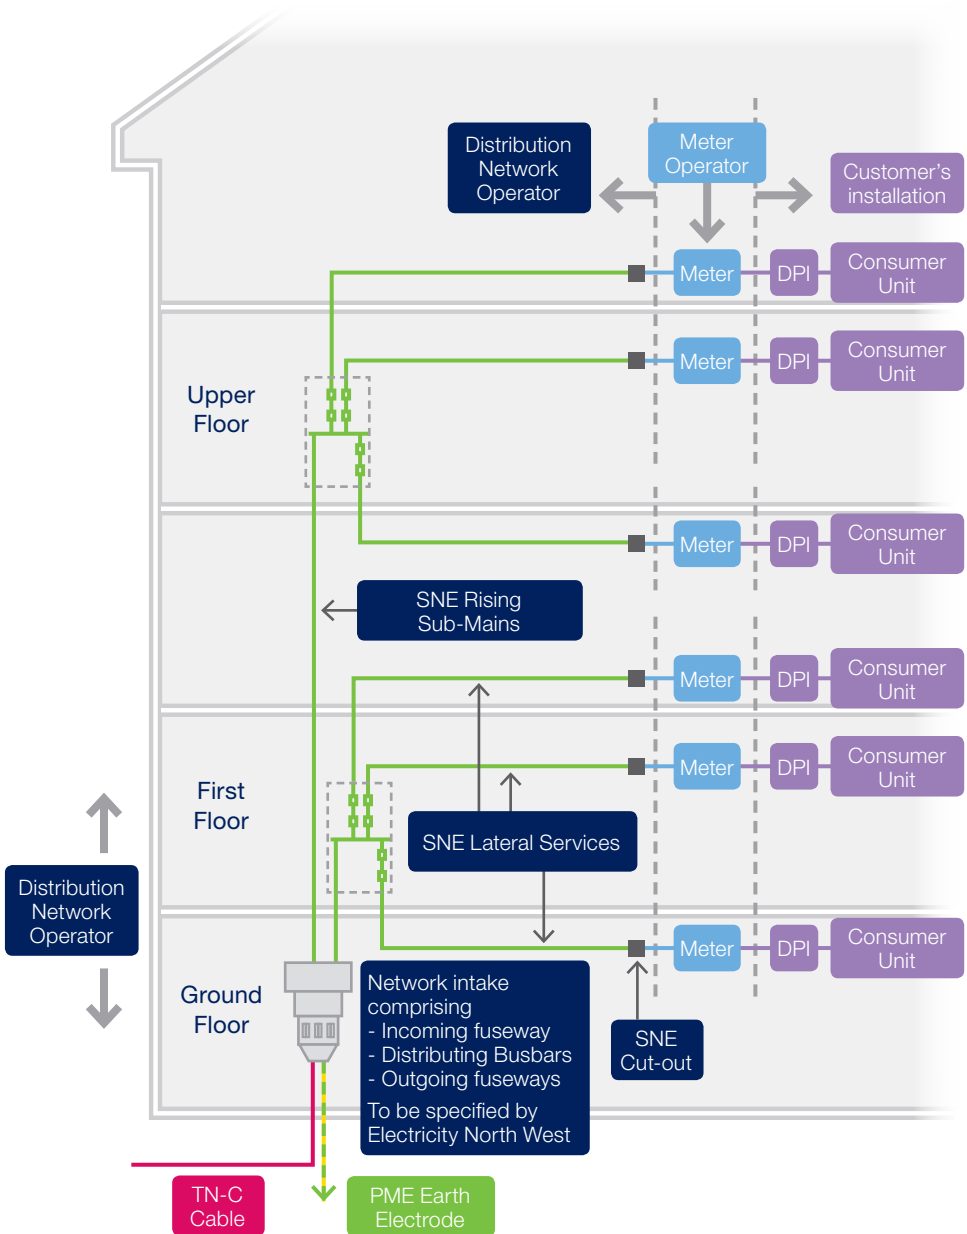 Distribution
Network
Operator
Meter
Operator
Customer's
installation
Meter
DPI
Consumer
Unit
Upper
Floor
Meter
DPI
Consumer
Unit
Meter
DPI
Consumer
Unit
SNE Rising
Sub-Mains
Meter
DPI
Consumer
Unit
First
Floor
Meter
DPI
Consumer
Unit
SNE Lateral Services
Distribution
Network
Operator
Meter
DPI
Consumer
Unit
Ground
Floor
Network intake
comprising
- Incoming fuseway
- Distributing Busbars
- Outgoing fuseways
To be specified by
Electricity North West
SNE
Cut-out
TN-C
Cable
PME Earth
Electrode